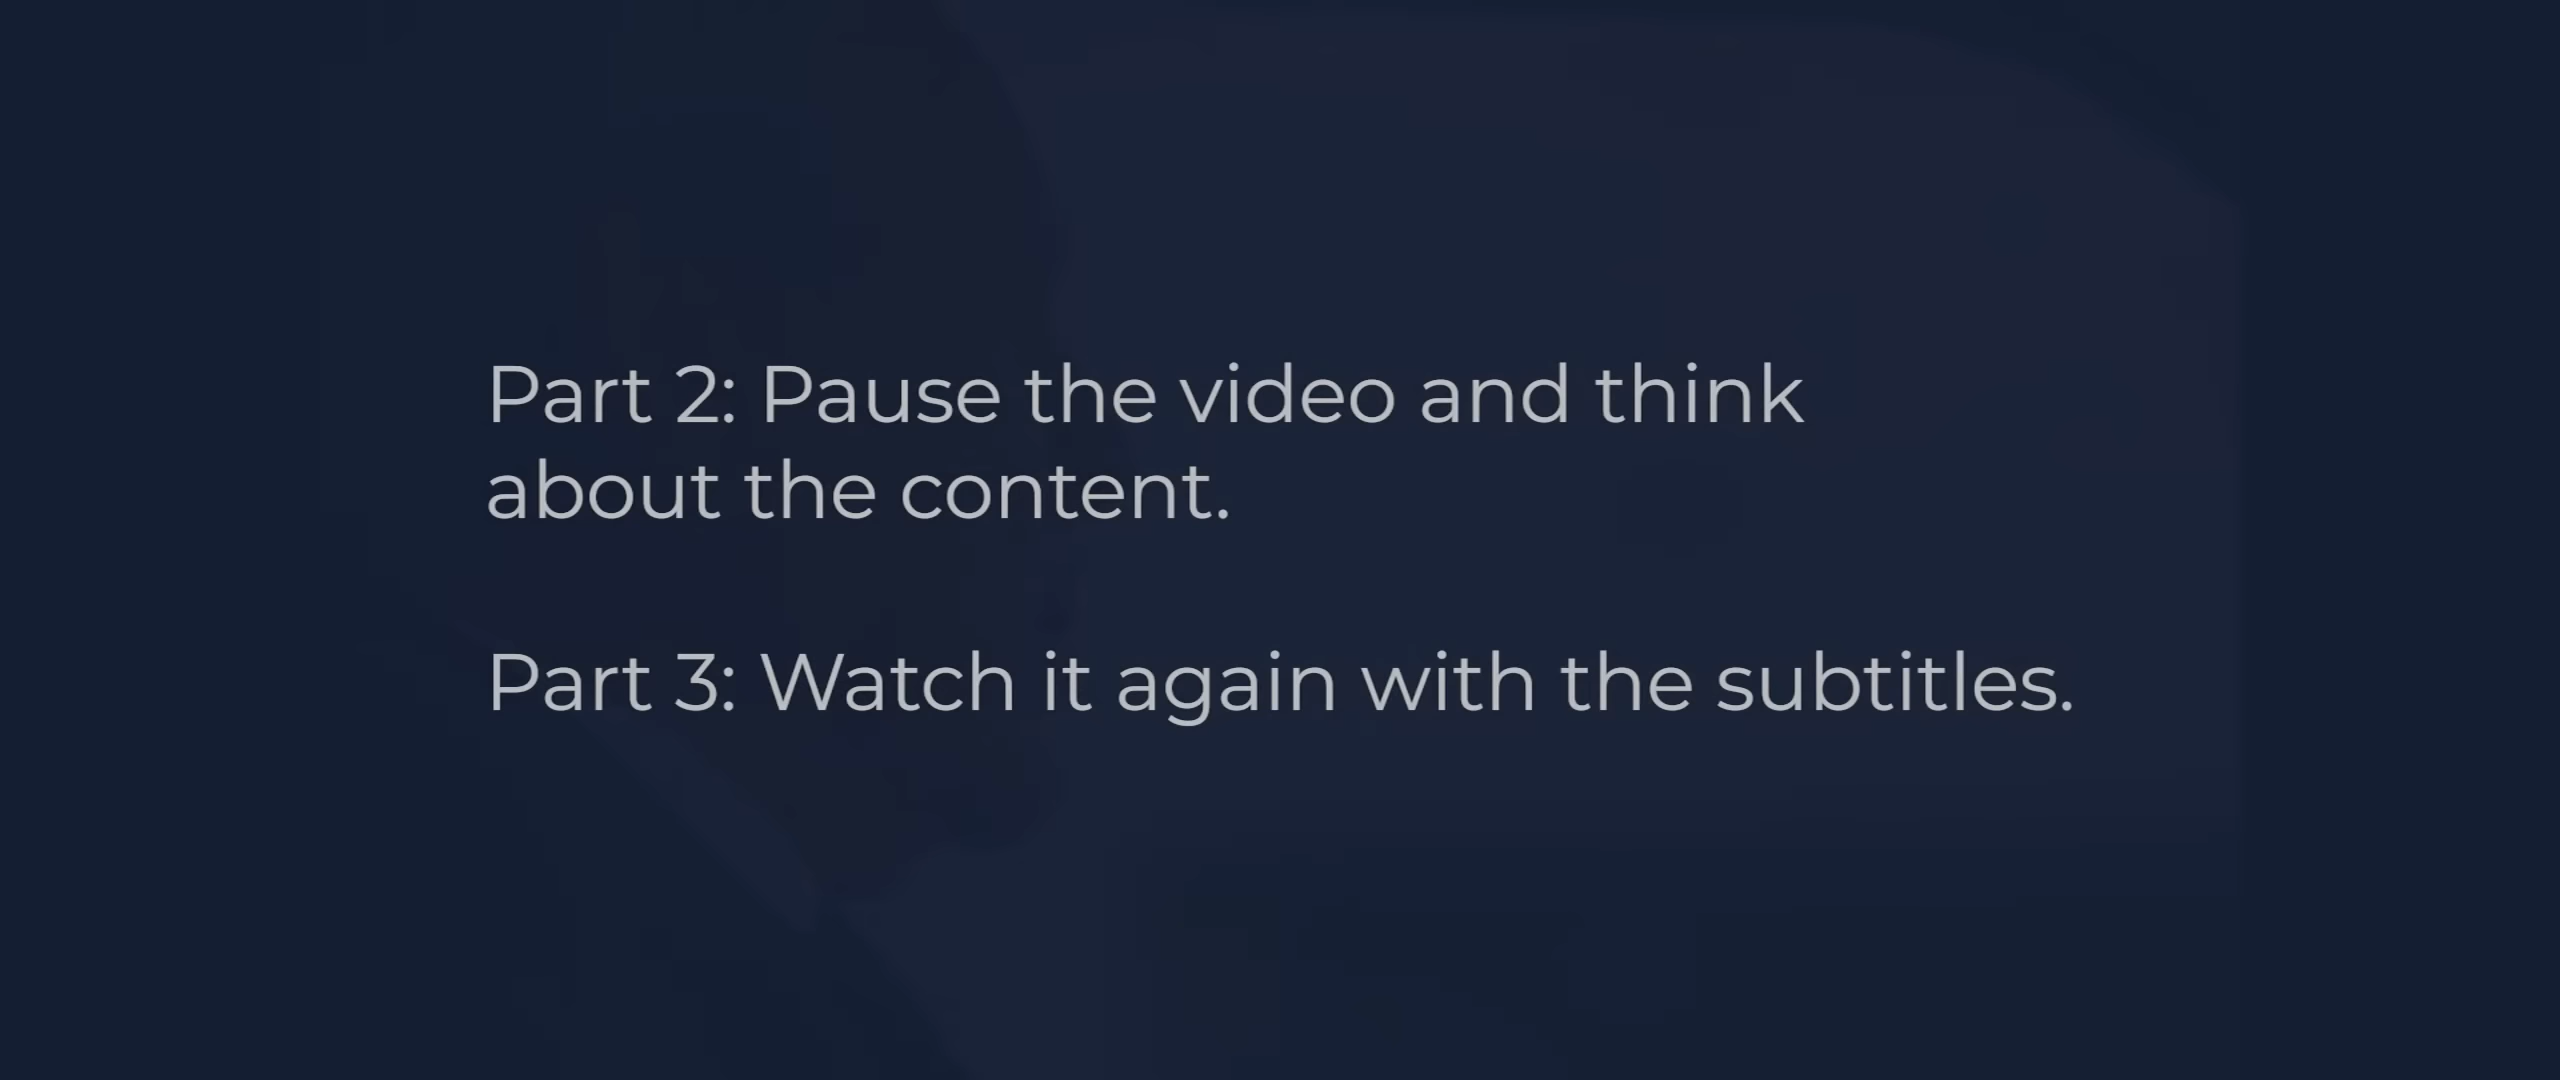 Part 2: Pause the video and think
about the content.
Part 3: Watch it again with the subtitles.